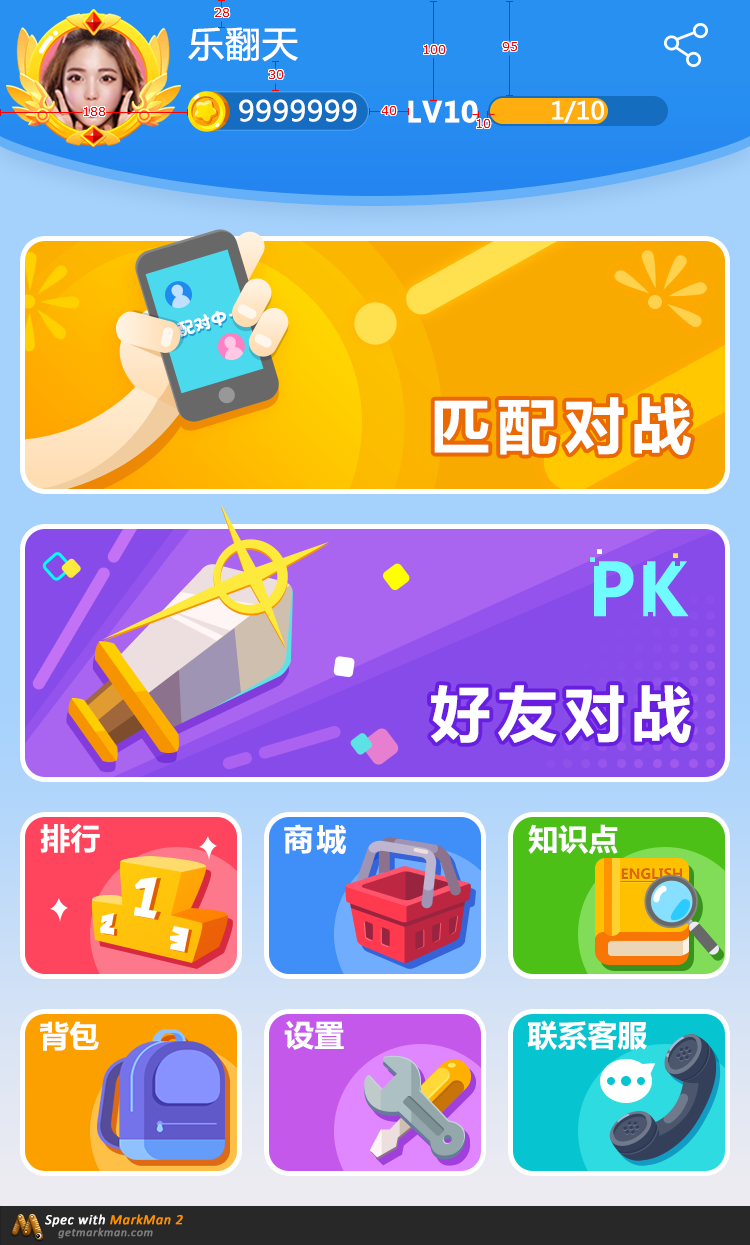 28
乐翻天
100
95
30
188
9999999
40
LV10
10
1/10
配对中
匹配对战
PK
好友对战
排行
1
2
3
商城
知识点
ENGLISH
背包
设置
联系客服
Spec with MarkMan 2
getmarkman.com